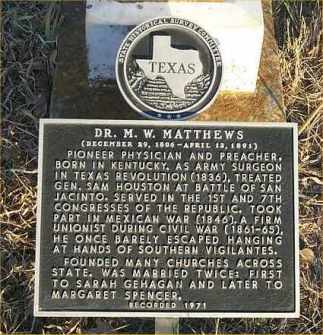 STATE HISTORICAL SURVEY COMMITTEE
TEXAS
DR. M. W. MATTHEWS
(DECEMBER 29, 1806–APRIL 13, 1891)
PIONEER PHYSICIAN AND PREACHER,
BORN IN KENTUCKY. AS ARMY SURGEON
IN TEXAS REVOLUTION (1836), TREATED
GEN. SAM HOUSTON AT BATTLE OF SAN
JACINTO. SERVED IN THE 1ST AND 7TH
CONGRESSES OF THE REPUBLIC. TOOK
PART IN MEXICAN WAR (1846). A FIRM
UNIONIST DURING CIVIL WAR (1861-65),
HE ONCE BARELY ESCAPED HANGING
AT HANDS OF SOUTHERN VIGILANTES.
FOUNDED MANY CHURCHES ACROSS
STATE. WAS MARRIED TWICE: FIRST
TO SARAH GEHAGAN AND LATER TO
MARGARET SPENCER.
RECORDED 1971